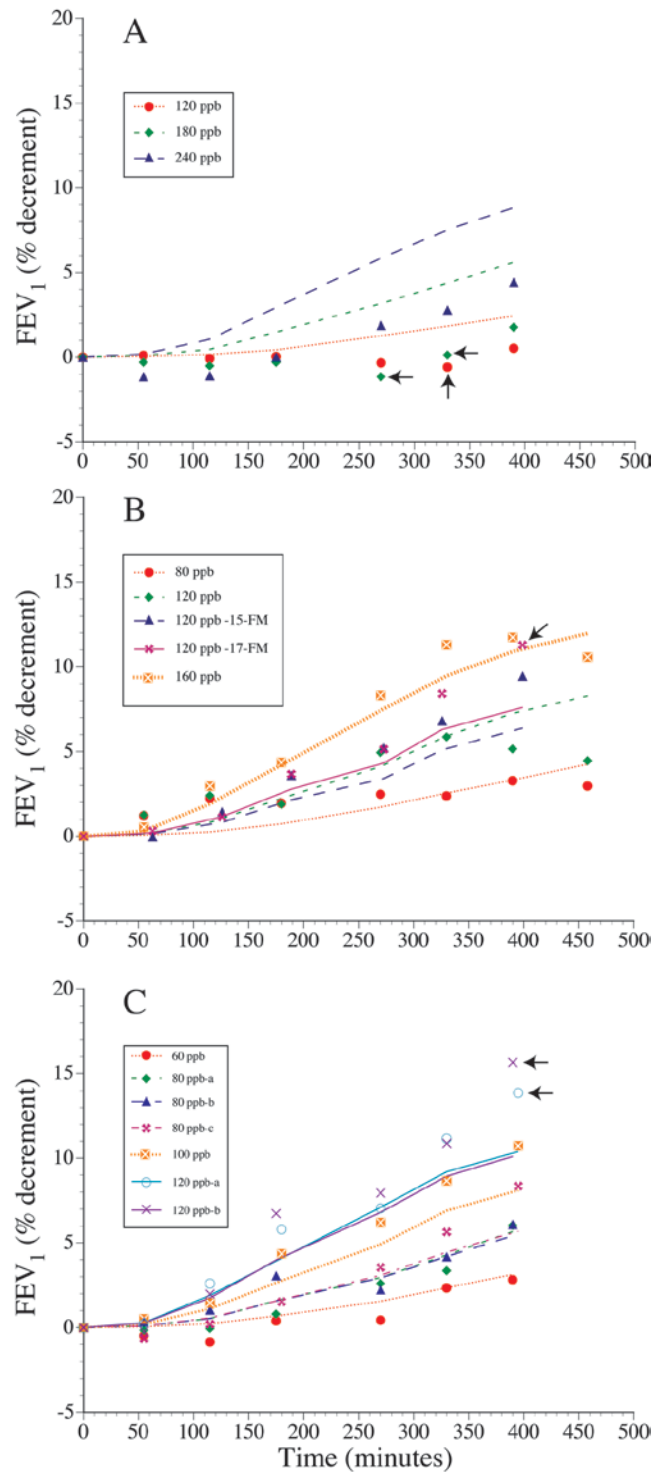 A
FEV1 (% decrement)
20
15
10
5
0
-5
120 ppb
180 ppb
240 ppb
0 50 100 150 200 250 300 350 400 450 500
B
FEV1 (% decrement)
20
15
10
5
0
-5
80 ppb
120 ppb
120 ppb -15-FM
120 ppb -17-FM
160 ppb
0 50 100 150 200 250 300 350 400 450 500
C
FEV1 (% decrement)
20
15
10
5
0
-5
60 ppb
80 ppb-a
80 ppb-b
80 ppb-c
100 ppb
120 ppb-a
120 ppb-b
0 50 100 150 200 250 300 350 400 450 500
Time (minutes)